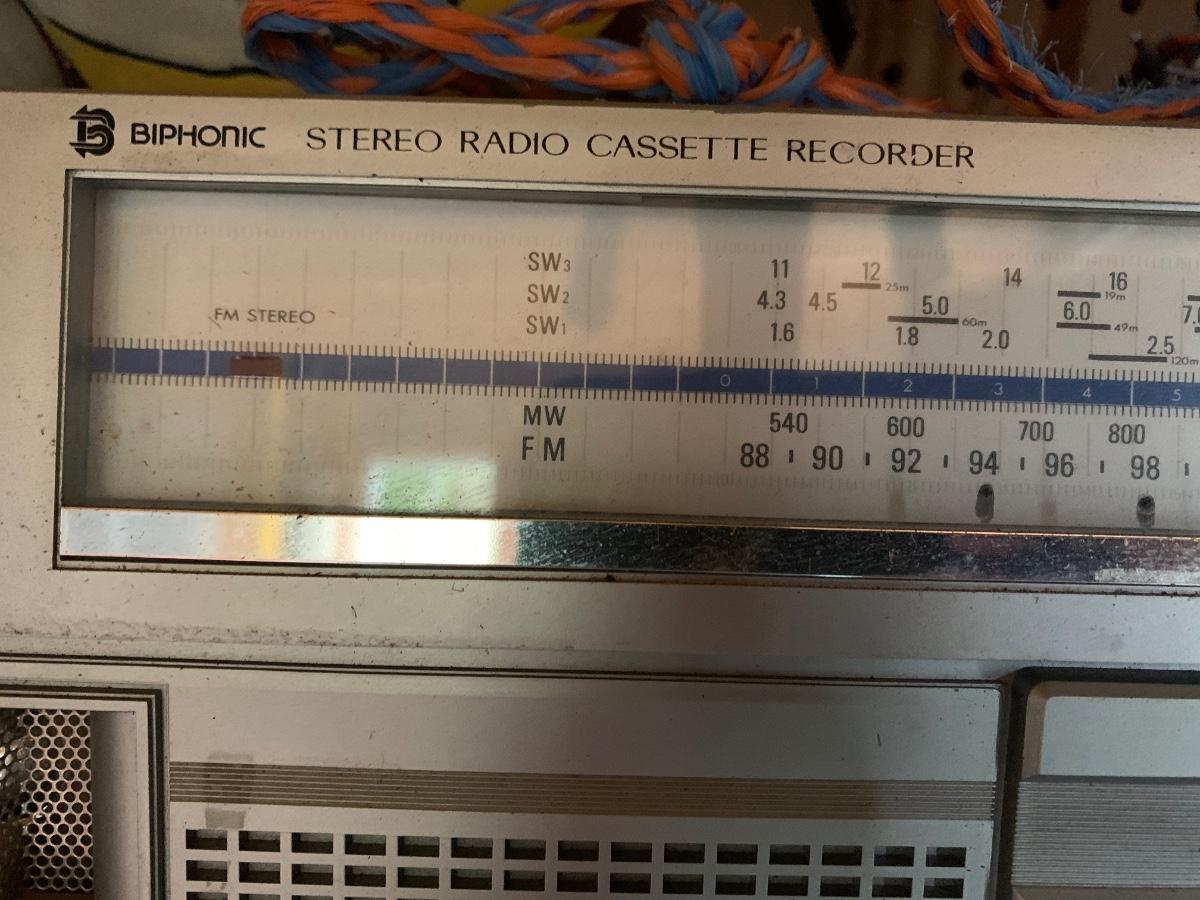 B BIPHONIC STEREO RADIO CASSETTE RECORDER
SW3 11 12 25m 14 16 19m
SW2 4.3 4.5 5.0 60m 6.0 49m 7.0
FM STEREO
SW1 1.6 1.8 2.0 2.5 120m
0 1 2 3 4 5
MW 540 600 700 800
FM 88 90 92 94 96 98